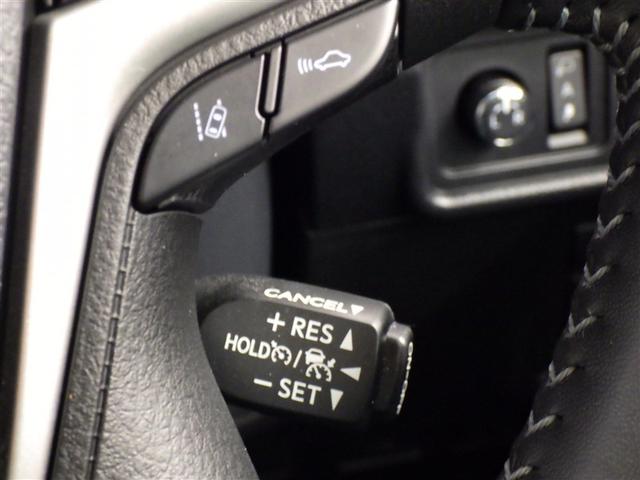 CANCEL▼
+ RES ▲
HOLD / ◀
− SET ▼